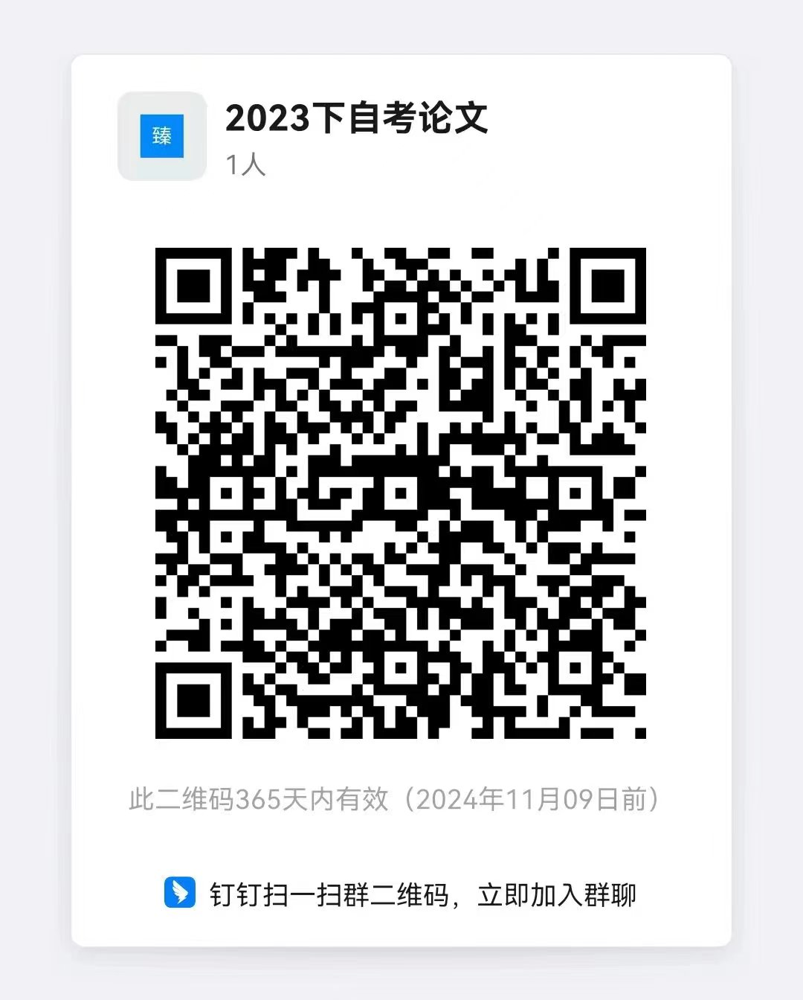 臻
2023下自考论文
1人
此二维码365天内有效（2024年11月09日前）
钉钉扫一扫群二维码，立即加入群聊